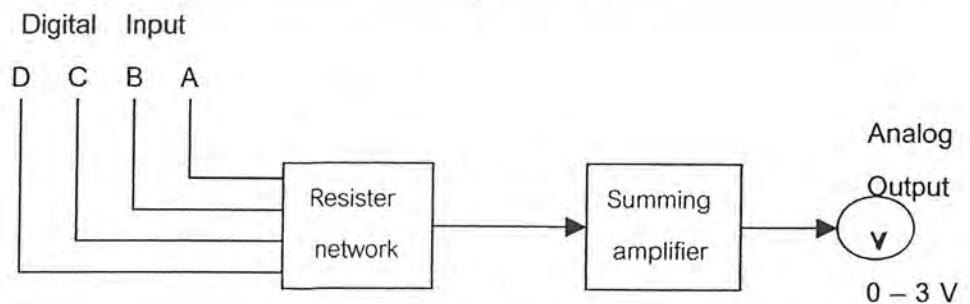 Digital Input
D C B A
Resister
network
Summing
amplifier
Analog
Output
V
0 – 3 V